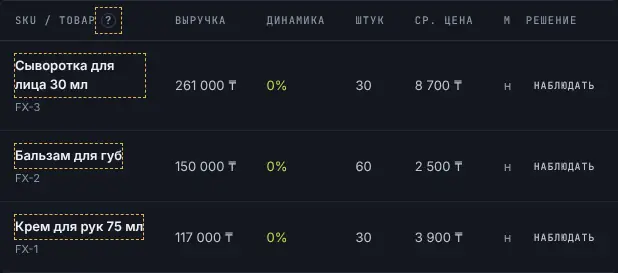 SKU / ТОВАР ? ВЫРУЧКА ДИНАМИКА ШТУК СР. ЦЕНА М РЕШЕНИЕ
Сыворотка для
лица 30 мл
FX-3
261 000 ₸ 0% 30 8 700 ₸ н НАБЛЮДАТЬ
Бальзам для губ
FX-2
150 000 ₸ 0% 60 2 500 ₸ н НАБЛЮДАТЬ
Крем для рук 75 мл
FX-1
117 000 ₸ 0% 30 3 900 ₸ н НАБЛЮДАТЬ